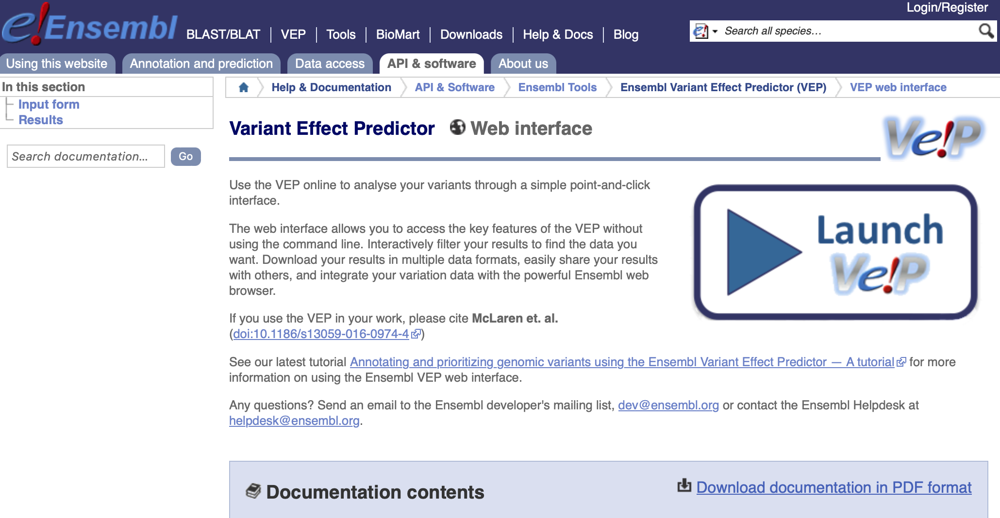 Login/Register
e!Ensembl
BLAST/BLAT VEP Tools BioMart Downloads Help & Docs Blog
Search all species...
Using this website Annotation and prediction Data access API & software About us
In this section
Input form
Results
Search documentation... Go
Help & Documentation API & Software Ensembl Tools Ensembl Variant Effect Predictor (VEP) VEP web interface
Variant Effect Predictor Web interface
Ve!P
Use the VEP online to analyse your variants through a simple point-and-click
interface.
The web interface allows you to access the key features of the VEP without
using the command line. Interactively filter your results to find the data you
want. Download your results in multiple data formats, easily share your results
with others, and integrate your variation data with the powerful Ensembl web
browser.
Launch
Ve!P
If you use the VEP in your work, please cite McLaren et. al.
(doi:10.1186/s13059-016-0974-4)
See our latest tutorial Annotating and prioritizing genomic variants using the Ensembl Variant Effect Predictor — A tutorial for more
information on using the Ensembl VEP web interface.
Any questions? Send an email to the Ensembl developer's mailing list, dev@ensembl.org or contact the Ensembl Helpdesk at
helpdesk@ensembl.org.
Documentation contents
Download documentation in PDF format